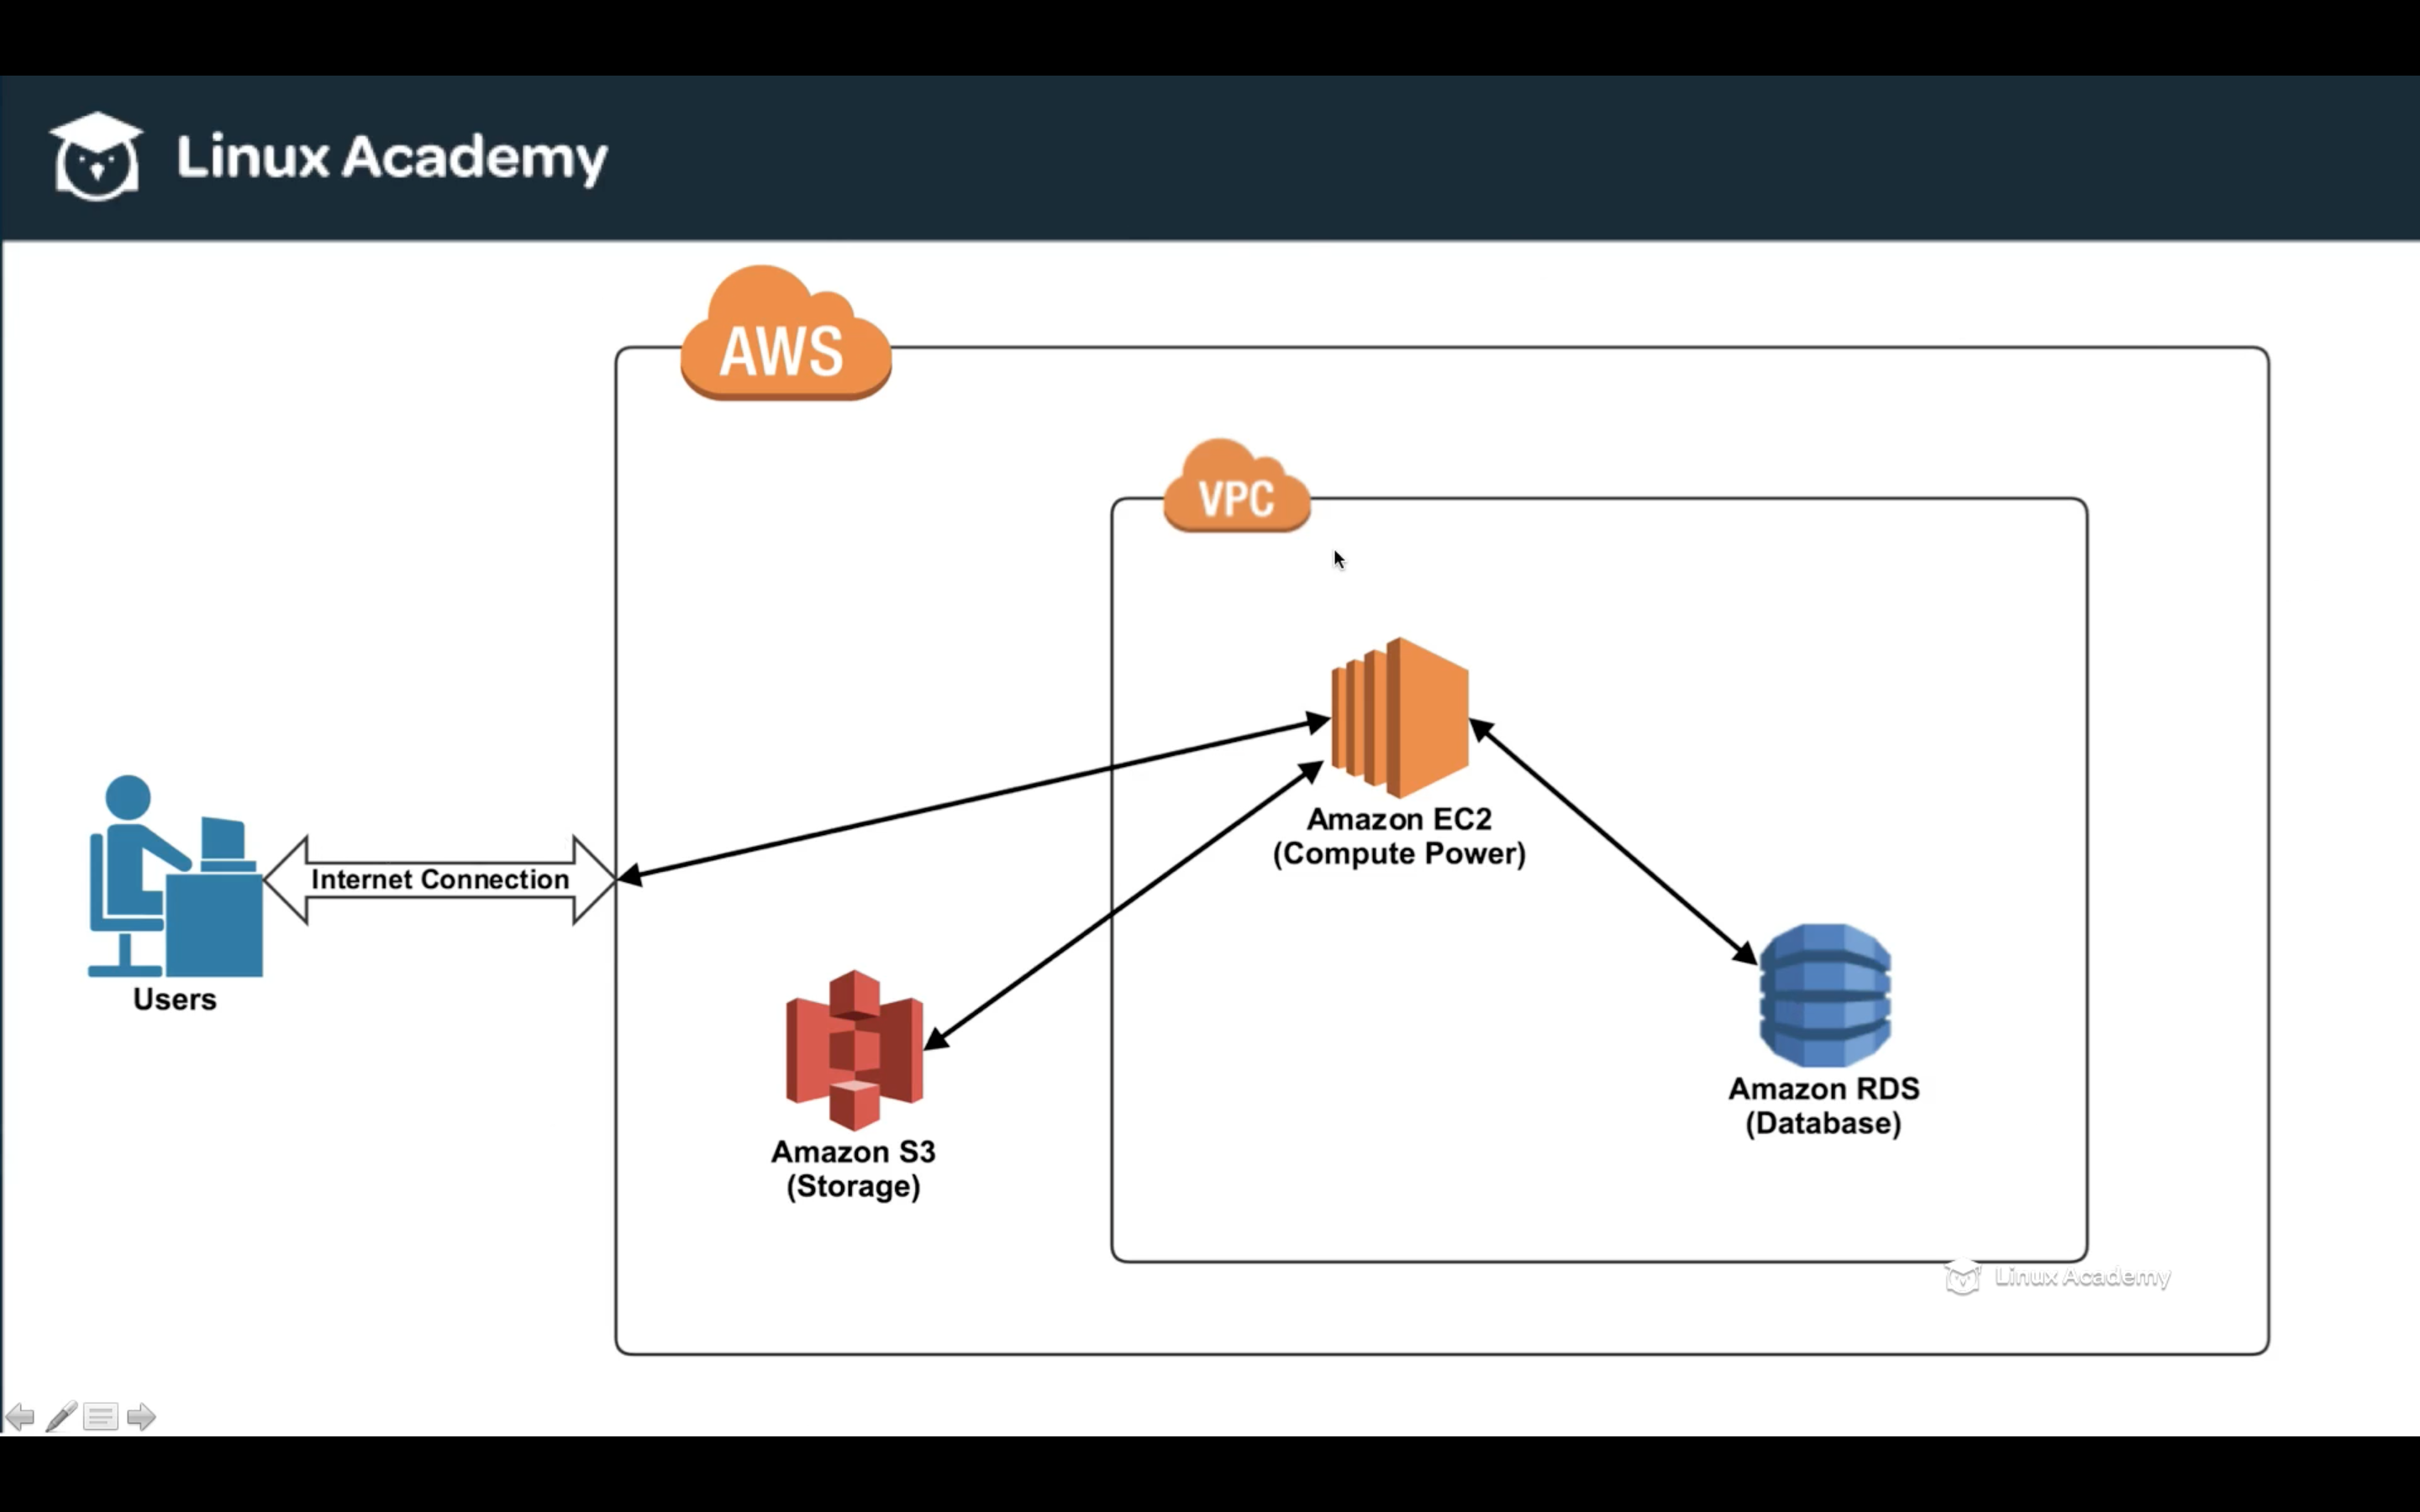 Linux Academy
AWS
VPC
Amazon EC2
(Compute Power)
Internet Connection
Users
Amazon S3
(Storage)
Amazon RDS
(Database)
Linux Academy